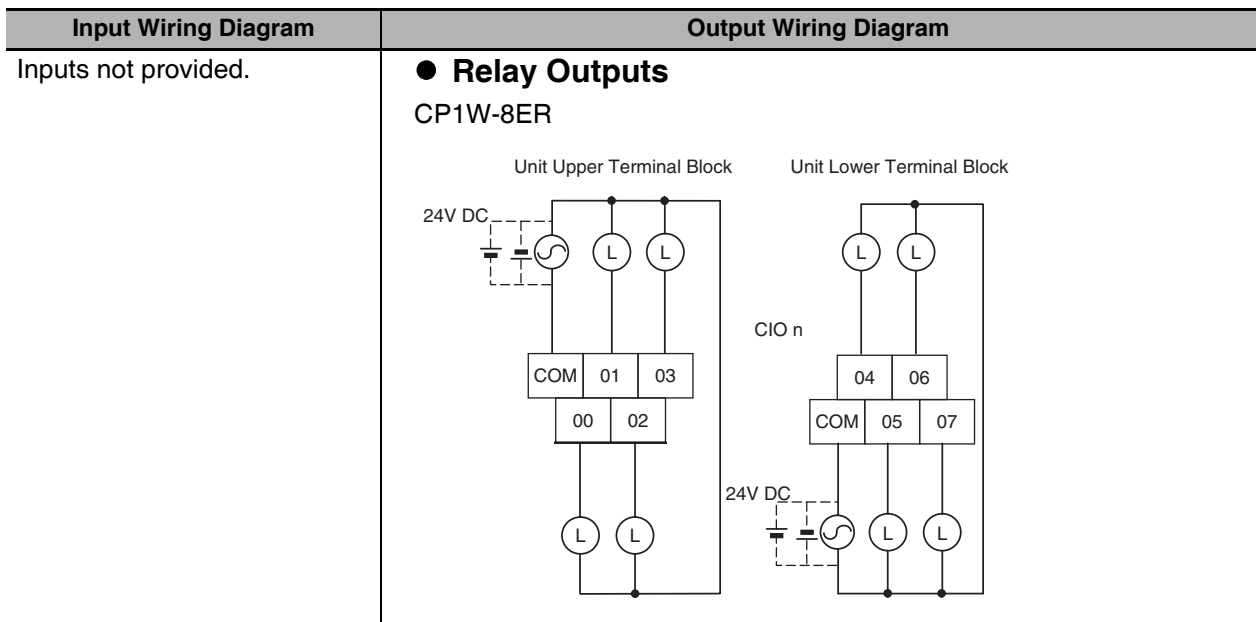 Input Wiring Diagram
Output Wiring Diagram
Inputs not provided.
● Relay Outputs
CP1W-8ER
Unit Upper Terminal Block
Unit Lower Terminal Block
24V DC
L
L
L
L
CIO n
COM 01 03
04 06
00 02
COM 05 07
24V DC
L
L
L
L